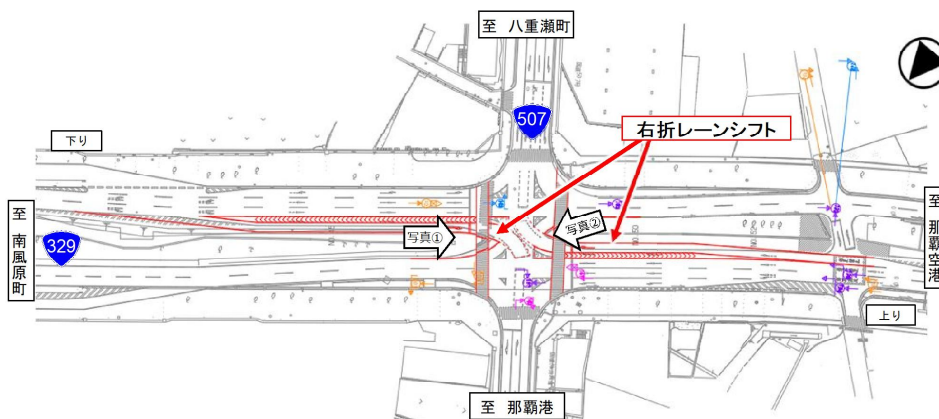 至 八重瀬町
507
右折レーンシフト
下り
至 南風原町
329
写真①
写真②
至 那覇空港
上り
至 那覇港